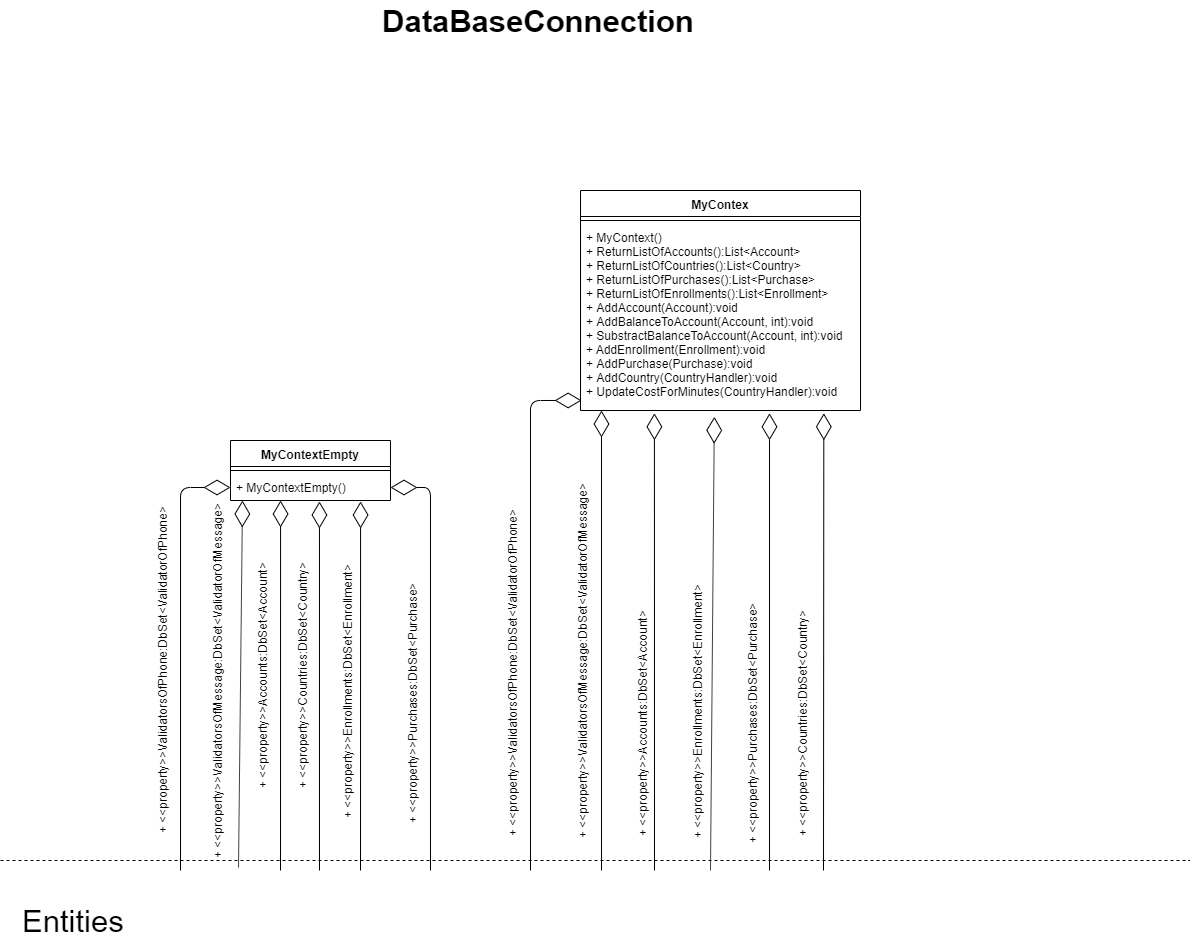 DataBaseConnection
MyContex
+ MyContext()
+ ReturnListOfAccounts():List<Account>
+ ReturnListOfCountries():List<Country>
+ ReturnListOfPurchases():List<Purchase>
+ ReturnListOfEnrollments():List<Enrollment>
+ AddAccount(Account):void
+ AddBalanceToAccount(Account, int):void
+ SubstractBalanceToAccount(Account, int):void
+ AddEnrollment(Enrollment):void
+ AddPurchase(Purchase):void
+ AddCountry(CountryHandler):void
+ UpdateCostForMinutes(CountryHandler):void
MyContextEmpty
+ MyContextEmpty()
+ <<property>>ValidatorsOfPhone:DbSet<ValidatorOfPhone>
+ <<property>>ValidatorsOfMessage:DbSet<ValidatorOfMessage>
+ <<property>>Accounts:DbSet<Account>
+ <<property>>Countries:DbSet<Country>
+ <<property>>Enrollments:DbSet<Enrollment>
+ <<property>>Purchases:DbSet<Purchase>
+ <<property>>ValidatorsOfPhone:DbSet<ValidatorOfPhone>
+ <<property>>ValidatorsOfMessage:DbSet<ValidatorOfMessage>
+ <<property>>Accounts:DbSet<Account>
+ <<property>>Enrollments:DbSet<Enrollment>
+ <<property>>Purchases:DbSet<Purchase>
+ <<property>>Countries:DbSet<Country>
Entities